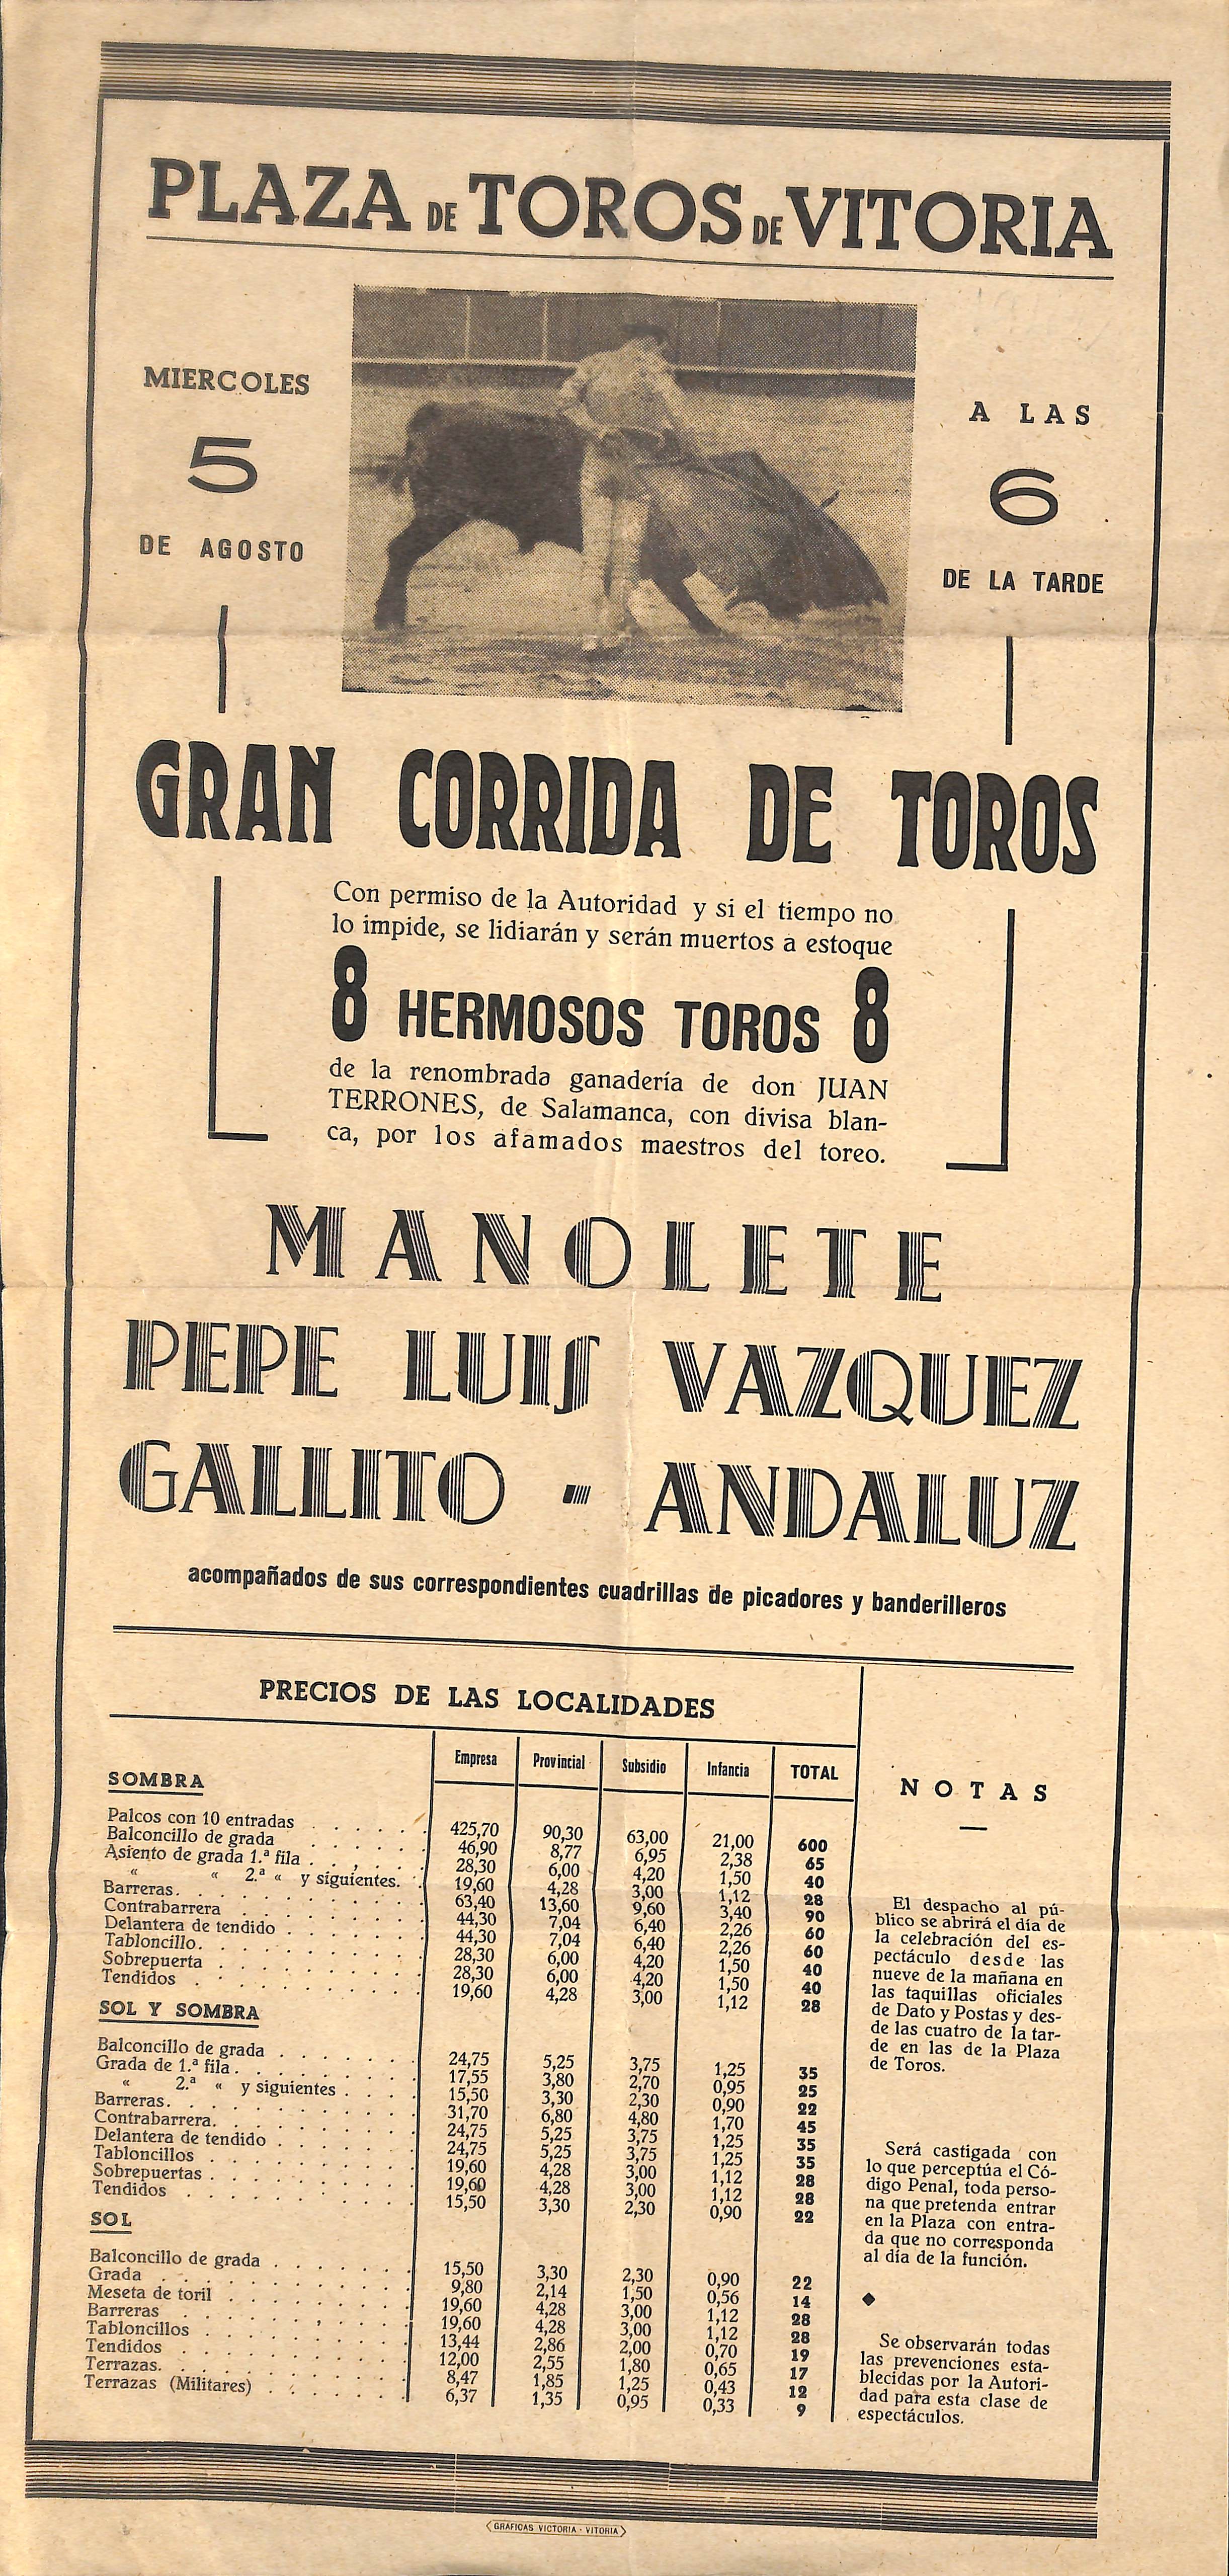 PLAZA DE TOROS DE VITORIA
MIERCOLES
5
DE AGOSTO
A LAS
6
DE LA TARDE
GRAN CORRIDA DE TOROS
Con permiso de la Autoridad y si el tiempo no
lo impide, se lidiarán y serán muertos a estoque
8 HERMOSOS TOROS 8
de la renombrada ganadería de don JUAN
TERRONES, de Salamanca, con divisa blan-
ca, por los afamados maestros del toreo.
MANOLETE
PEPE LUIS VAZQUEZ
GALLITO - ANDALUZ
acompañados de sus correspondientes cuadrillas de picadores y banderilleros
PRECIOS DE LAS LOCALIDADES
Empresa Provincial Subsidio Infancia TOTAL
SOMBRA
Palcos con 10 entradas . . . . . 425,70 90,30 63,00 21,00 600
Balconcillo de grada . . . . . 46,90 8,77 6,95 2,38 65
Asiento de grada 1.ª fila . . . . 28,30 6,00 4,20 1,50 40
« « 2.ª « y siguientes. . 19,60 4,28 3,00 1,12 28
Barreras. . . . . . . . . 63,40 13,60 9,60 3,40 90
Contrabarrera . . . . . . . 44,30 7,04 6,40 2,26 60
Delantera de tendido . . . . . 44,30 7,04 6,40 2,26 60
Tabloncillo. . . . . . . . 28,30 6,00 4,20 1,50 40
Sobrepuerta . . . . . . . 28,30 6,00 4,20 1,50 40
Tendidos . . . . . . . . 19,60 4,28 3,00 1,12 28
SOL Y SOMBRA
Balconcillo de grada . . . . . 24,75 5,25 3,75 1,25 35
Grada de 1.ª fila. . . . . . . 17,55 3,80 2,70 0,95 25
« 2.ª « y siguientes . . . 15,50 3,30 2,30 0,90 22
Barreras. . . . . . . . . 31,70 6,80 4,80 1,70 45
Contrabarrera. . . . . . . 24,75 5,25 3,75 1,25 35
Delantera de tendido . . . . . 24,75 5,25 3,75 1,25 35
Tabloncillos . . . . . . . 19,60 4,28 3,00 1,12 28
Sobrepuertas . . . . . . . 19,60 4,28 3,00 1,12 28
Tendidos . . . . . . . . 15,50 3,30 2,30 0,90 22
SOL
Balconcillo de grada . . . . . 15,50 3,30 2,30 0,90 22
Grada . . . . . . . . . 9,80 2,14 1,50 0,56 14
Meseta de toril . . . . . . 19,60 4,28 3,00 1,12 28
Barreras . . . . . . . . 19,60 4,28 3,00 1,12 28
Tabloncillos . . . . . . . 13,44 2,86 2,00 0,70 19
Tendidos . . . . . . . . 12,00 2,55 1,80 0,65 17
Terrazas. . . . . . . . . 8,47 1,85 1,25 0,43 12
Terrazas (Militares) . . . . . 6,37 1,35 0,95 0,33 9
NOTAS
El despacho al pú-
blico se abrirá el día de
la celebración del es-
pectáculo desde las
nueve de la mañana en
las taquillas oficiales
de Dato y Postas y des-
de las cuatro de la tar-
de en las de la Plaza
de Toros.
Será castigada con
lo que perceptúa el Có-
digo Penal, toda perso-
na que pretenda entrar
en la Plaza con entra-
da que no corresponda
al día de la función.
Se observarán todas
las prevenciones esta-
blecidas por la Autori-
dad para esta clase de
espectáculos.
GRÁFICAS VICTORIA - VITORIA